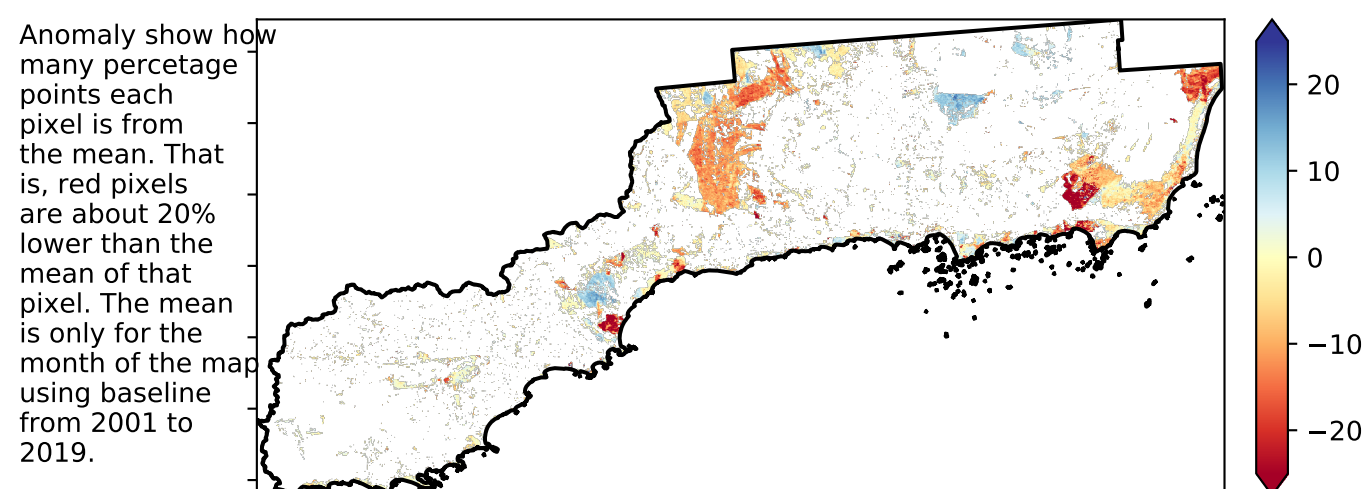 Anomaly show how
many percetage
points each
pixel is from
the mean. That
is, red pixels
are about 20%
lower than the
mean of that
pixel. The mean
is only for the
month of the map
using baseline
from 2001 to
2019.
20
10
0
−10
−20